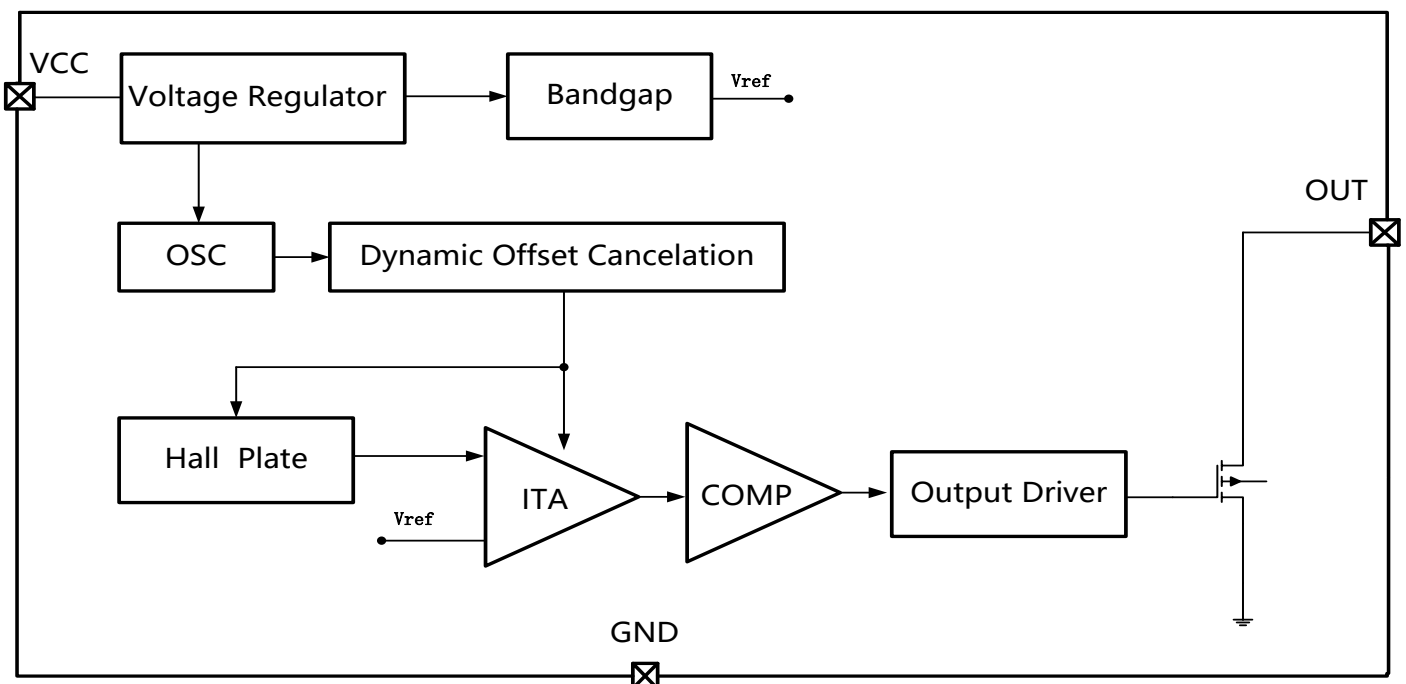 VCC
Voltage Regulator
Bandgap
Vref
OUT
OSC
Dynamic Offset Cancelation
Hall Plate
ITA
COMP
Output Driver
Vref
GND